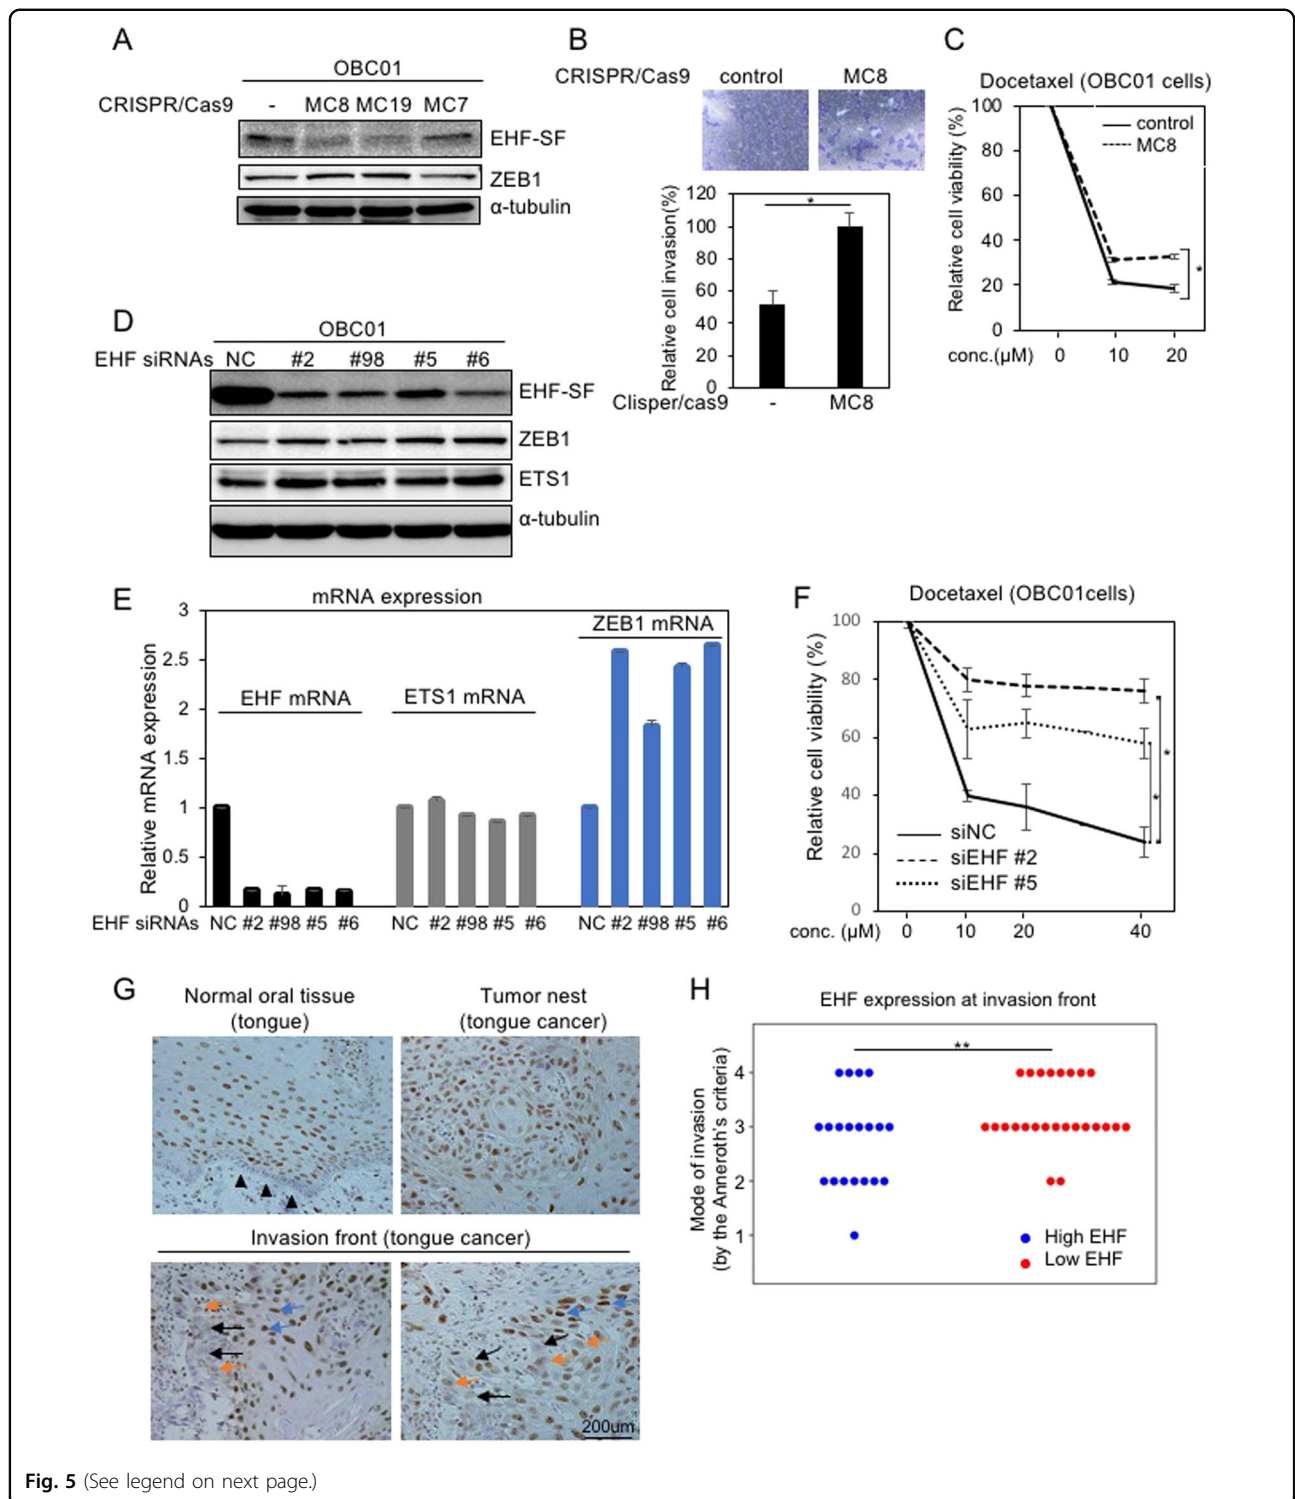 A
OBC01
CRISPR/Cas9 - MC8 MC19 MC7
EHF-SF
ZEB1
α-tubulin
B
CRISPR/Cas9 control MC8
Relative cell invasion(%)
120
100
80
60
40
20
0
*
Clisper/cas9 - MC8
C
Docetaxel (OBC01 cells)
Relative cell viability (%)
100
80
60
40
20
0
control
MC8
*
conc.(μM) 0 10 20
D
OBC01
EHF siRNAs NC #2 #98 #5 #6
EHF-SF
ZEB1
ETS1
α-tubulin
E
mRNA expression
Relative mRNA expression
3
2.5
2
1.5
1
0.5
0
EHF mRNA
ETS1 mRNA
ZEB1 mRNA
EHF siRNAs NC #2 #98 #5 #6 NC #2 #98 #5 #6 NC #2 #98 #5 #6
F
Docetaxel (OBC01cells)
Relative cell viability (%)
100
80
60
40
20
0
siNC
siEHF #2
siEHF #5
*
*
conc. (μM) 0 10 20 40
G
Normal oral tissue
(tongue)
Tumor nest
(tongue cancer)
Invasion front (tongue cancer)
200um
H
EHF expression at invasion front
Mode of invasion
(by the Anneroth's criteria)
4
3
2
1
**
High EHF
Low EHF
Fig. 5 (See legend on next page.)